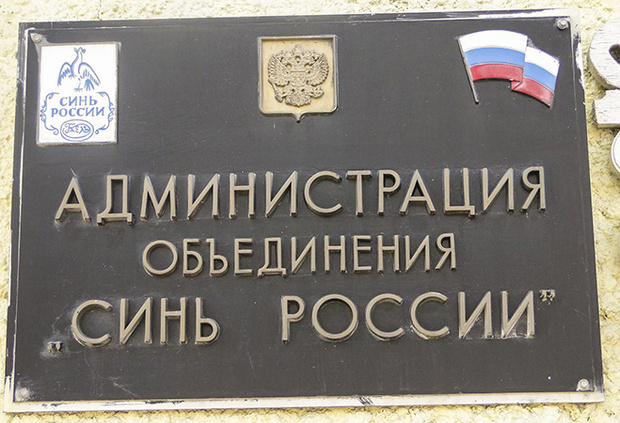 СИНЬ
РОССИИ
АДМИНИСТРАЦИЯ
ОБЪЕДИНЕНИЯ
„СИНЬ РОССИИ"